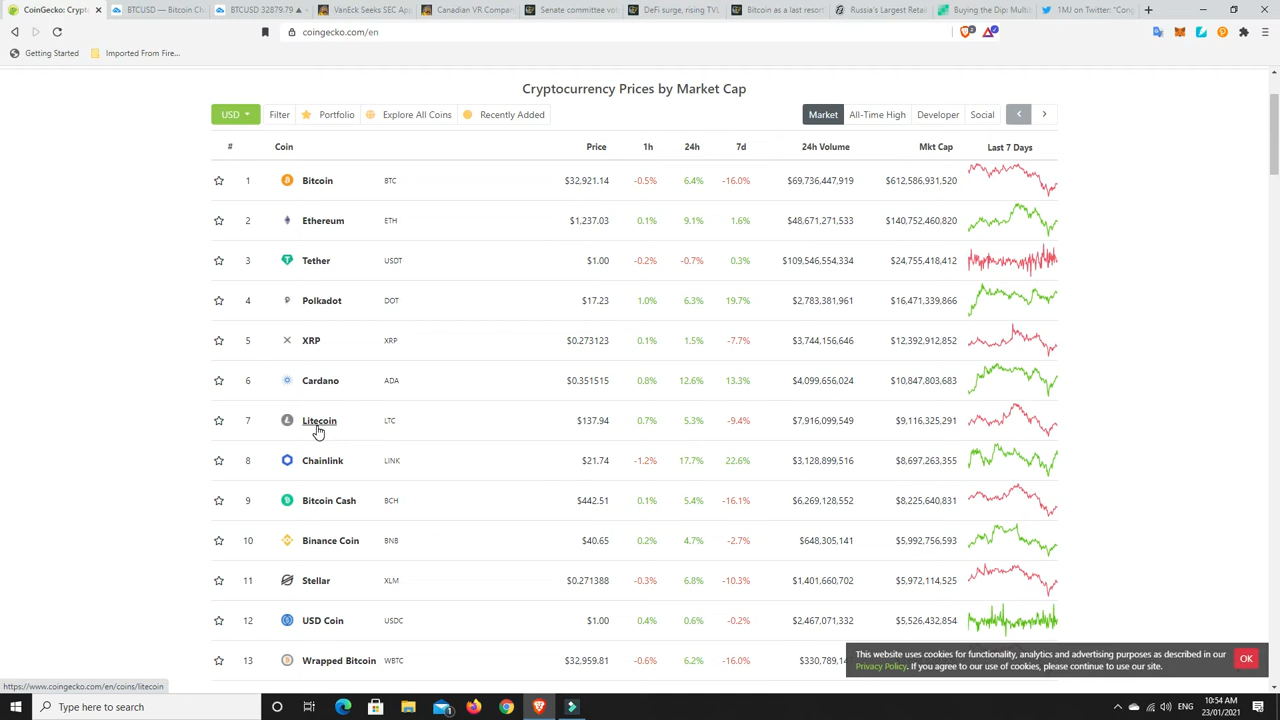 CoinGecko: Crypt
BTCUSD — Bitcoin Ch
BTCUSD 32879.79
VanEck Seeks SEC App
Canadian VR Compar
Senate committee vot
DeFi surge, rising TVL
Bitcoin as a last resort
Russia's Largest Retai
Buying the Dip: Multi
1MJ on Twitter: "Cong
coingecko.com/en
Getting Started
Imported From Fire...
Cryptocurrency Prices by Market Cap
USD Filter Portfolio Explore All Coins Recently Added Market All-Time High Developer Social
# Coin Price 1h 24h 7d 24h Volume Mkt Cap Last 7 Days
1 Bitcoin BTC $32,921.14 -0.5% 6.4% -16.0% $69,736,447,919 $612,586,931,520
2 Ethereum ETH $1,237.03 0.1% 9.1% 1.6% $48,671,271,533 $140,752,460,820
3 Tether USDT $1.00 -0.2% -0.7% 0.3% $109,546,554,334 $24,755,418,412
4 Polkadot DOT $17.23 1.0% 6.3% 19.7% $2,783,381,961 $16,471,339,866
5 XRP XRP $0.273123 0.1% 1.5% -7.7% $3,744,156,646 $12,392,912,852
6 Cardano ADA $0.351515 0.8% 12.6% 13.3% $4,099,656,024 $10,847,803,683
7 Litecoin LTC $137.94 0.7% 5.3% -9.4% $7,916,099,549 $9,116,325,291
8 Chainlink LINK $21.74 -1.2% 17.7% 22.6% $3,128,899,516 $8,697,263,355
9 Bitcoin Cash BCH $442.51 0.1% 5.4% -16.1% $6,269,128,552 $8,225,640,831
10 Binance Coin BNB $40.65 0.2% 4.7% -2.7% $648,305,141 $5,992,756,593
11 Stellar XLM $0.271388 -0.3% 6.8% -10.3% $1,401,660,702 $5,972,114,525
12 USD Coin USDC $1.00 0.4% 0.6% -0.2% $2,467,071,332 $5,526,432,854
13 Wrapped Bitcoin WBTC $32,959.81 -0.6% 6.2% -16.0% $330,789,1
This website uses cookies for functionality, analytics and advertising purposes as described in our
Privacy Policy. If you agree to our use of cookies, please continue to use our site.
OK
https://www.coingecko.com/en/coins/litecoin
Type here to search
ENG
10:54 AM
23/01/2021